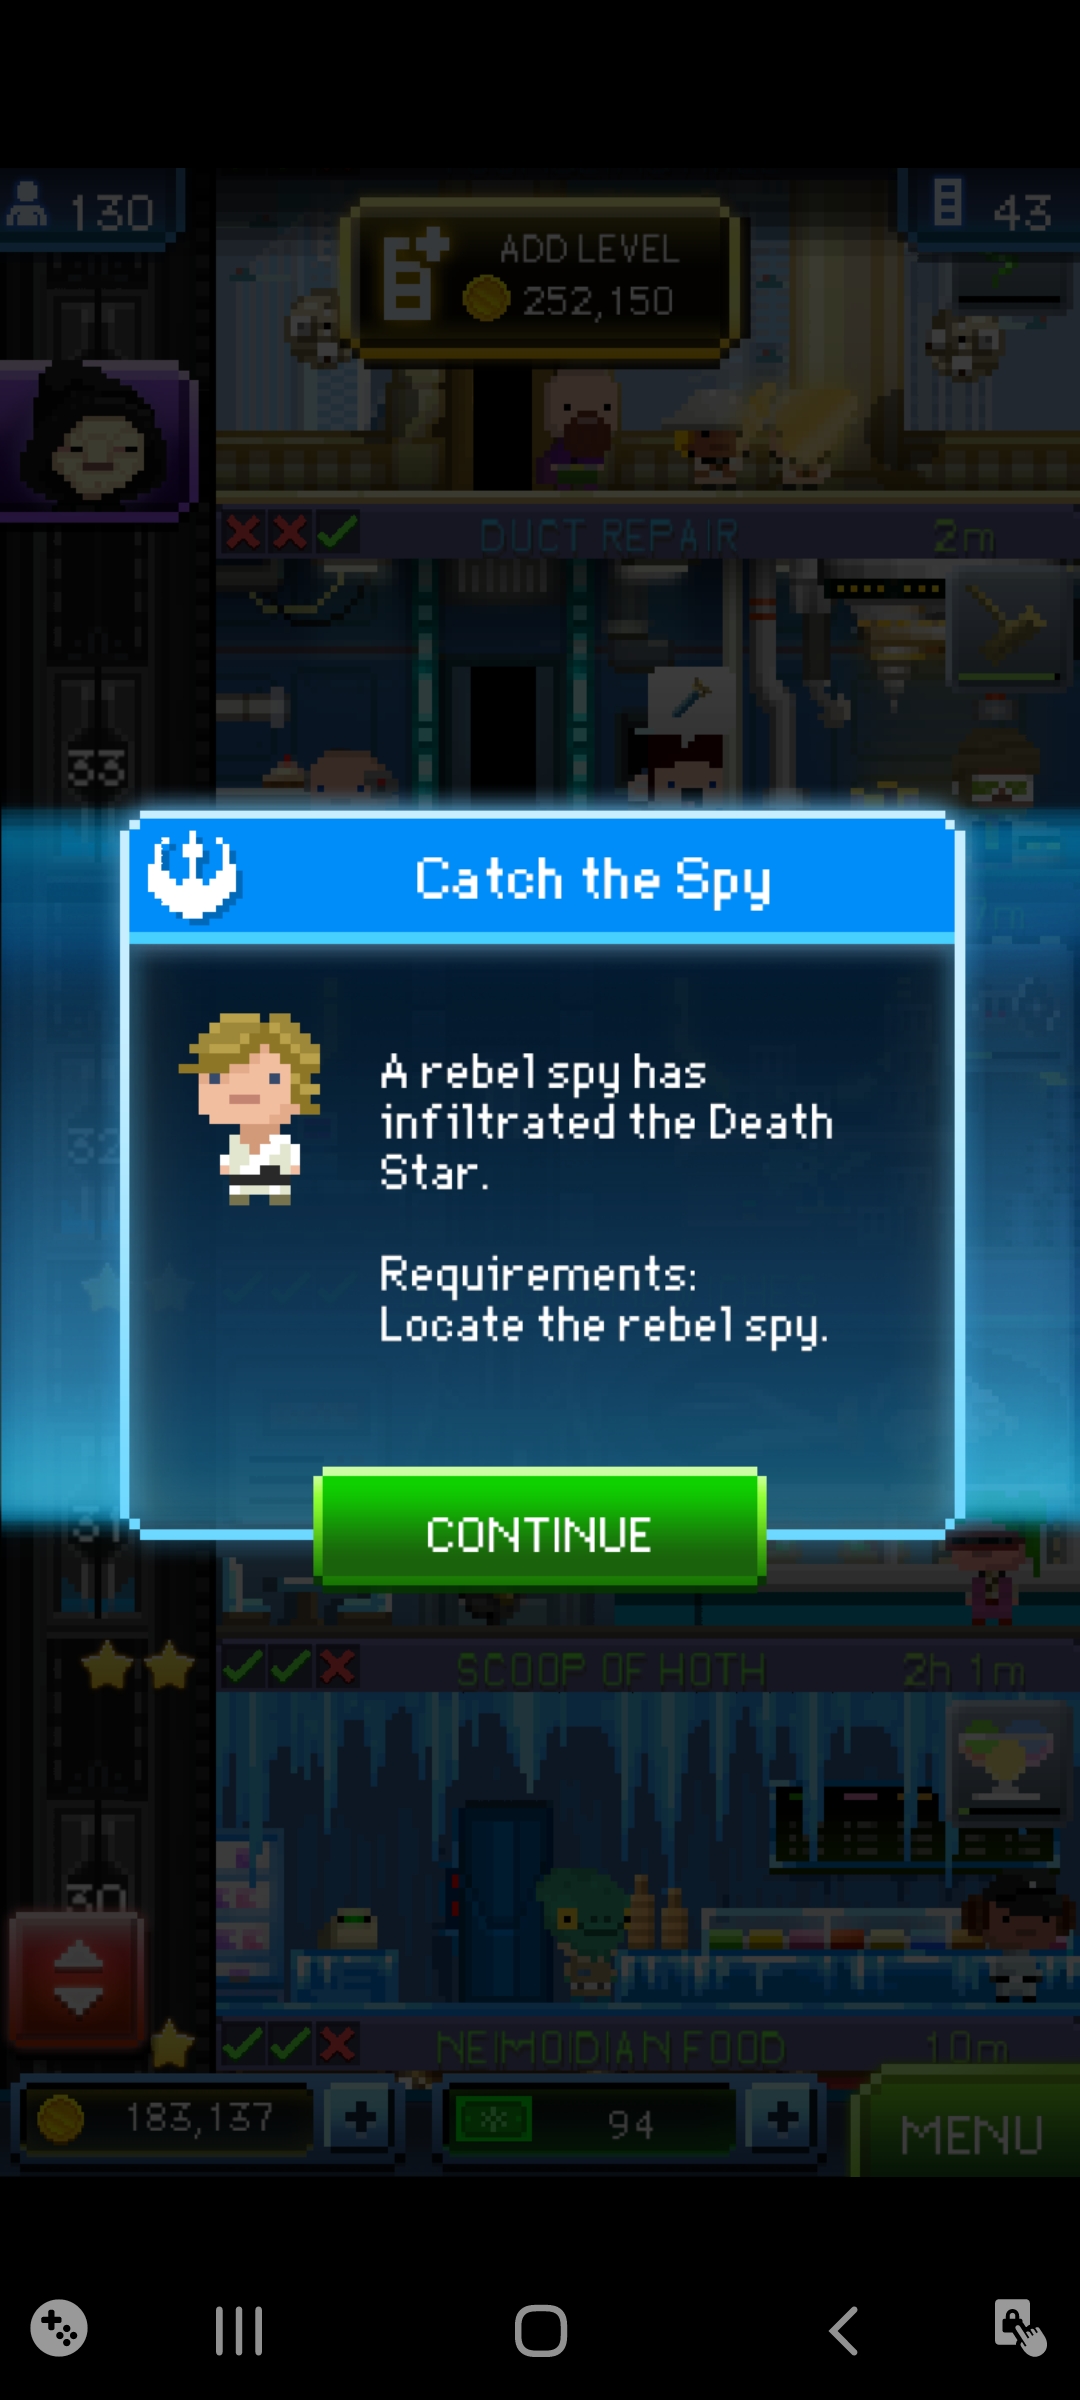 130
43
ADD LEVEL
252,150
DUCT REPAIR
2m
33
Catch the Spy
A rebel spy has
infiltrated the Death
Star.
32
Requirements:
Locate the rebel spy.
31
CONTINUE
SCOOP OF HOTH
2h 1m
30
NEIMOIDIAN FOOD
10m
183,137
94
MENU